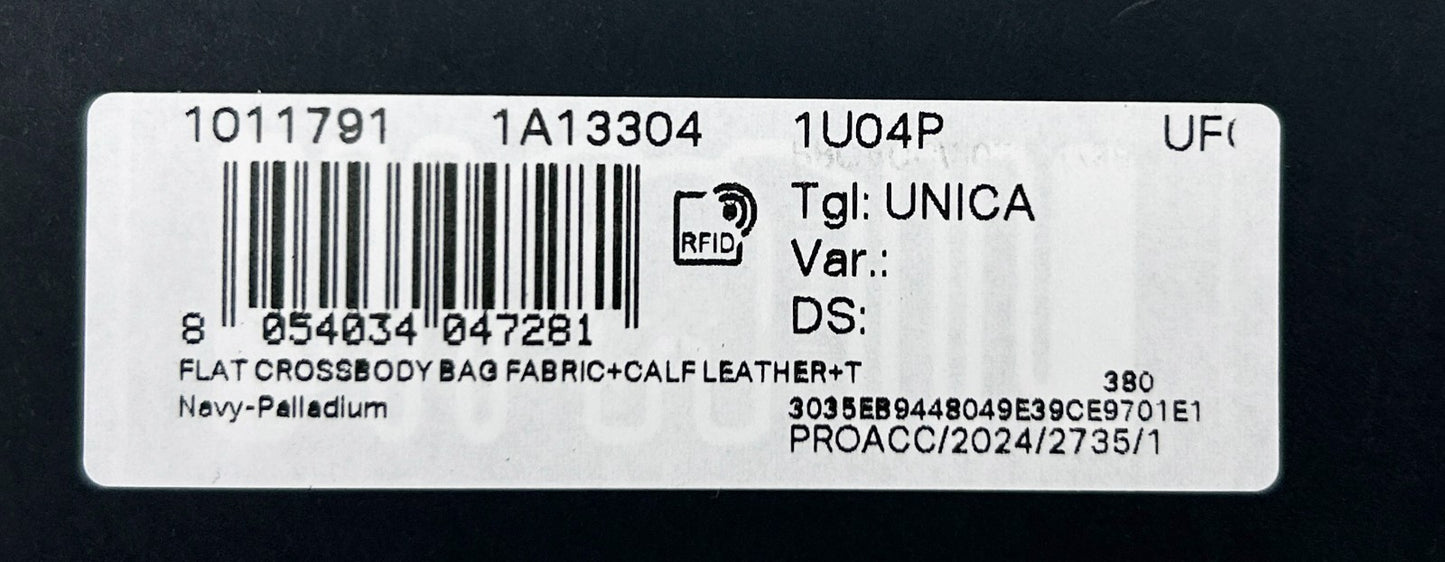 1011791 1A13304 1U04P UF
RFID
Tgl: UNICA
Var.:
DS:
8 054034 047281
FLAT CROSSBODY BAG FABRIC+CALF LEATHER+T
380
Navy-Palladium
3035EB9448049E39CE9701E1
PROACC/2024/2735/1